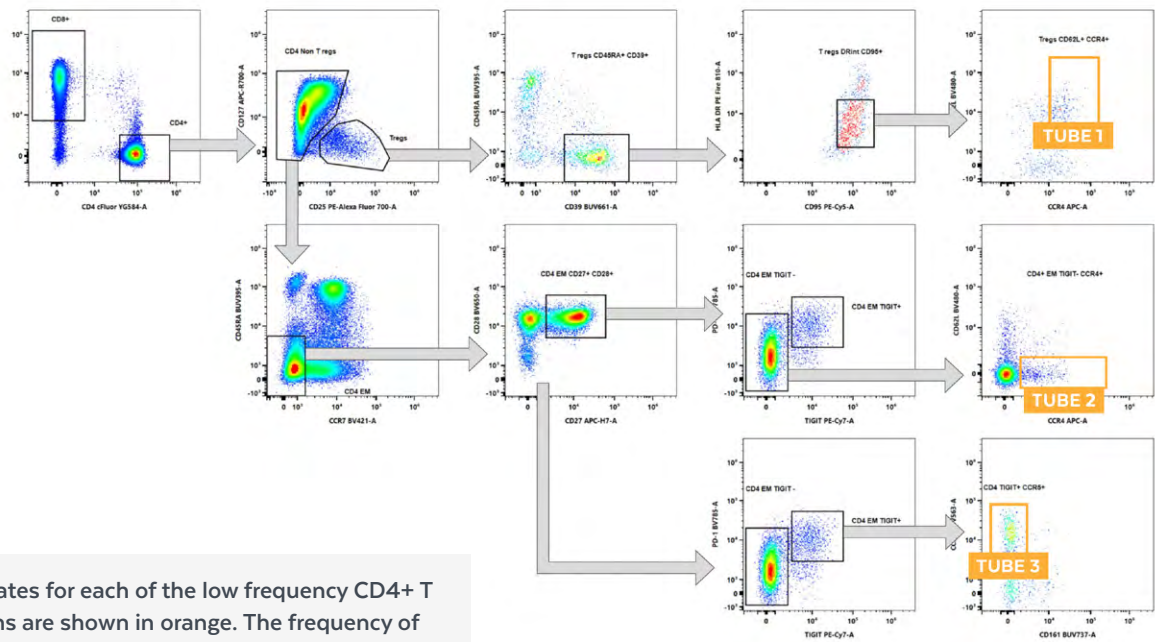 CD8+
CD4+
CD4 cFluor YG584-A
CD4 Non T regs
Tregs
CD127 APC-R700-A
CD25 PE-Alexa Fluor 700-A
T regs CD45RA+ CD39+
CD45RA BUV395-A
CD39 BUV661-A
T regs DRint CD95+
HLA DR PE Fire 810-A
CD95 PE-Cy5-A
Tregs CD62L+ CCR4+
BV480-A
TUBE 1
CCR4 APC-A
CD45RA BUV395-A
CD4 EM
CCR7 BV421-A
CD4 EM CD27+ CD28+
CD28 BV650-A
CD27 APC-H7-A
CD4 EM TIGIT -
CD4 EM TIGIT+
785-A
TIGIT PE-Cy7-A
CD4+ EM TIGIT- CCR4+
CD62L BV480-A
TUBE 2
CCR4 APC-A
CD4 EM TIGIT -
CD4 EM TIGIT+
PD-1 BV785-A
TIGIT PE-Cy7-A
CD4 TIGIT+ CCR5+
TUBE 3
CD161 BUV737-A
ates for each of the low frequency CD4+ T
ns are shown in orange. The frequency of